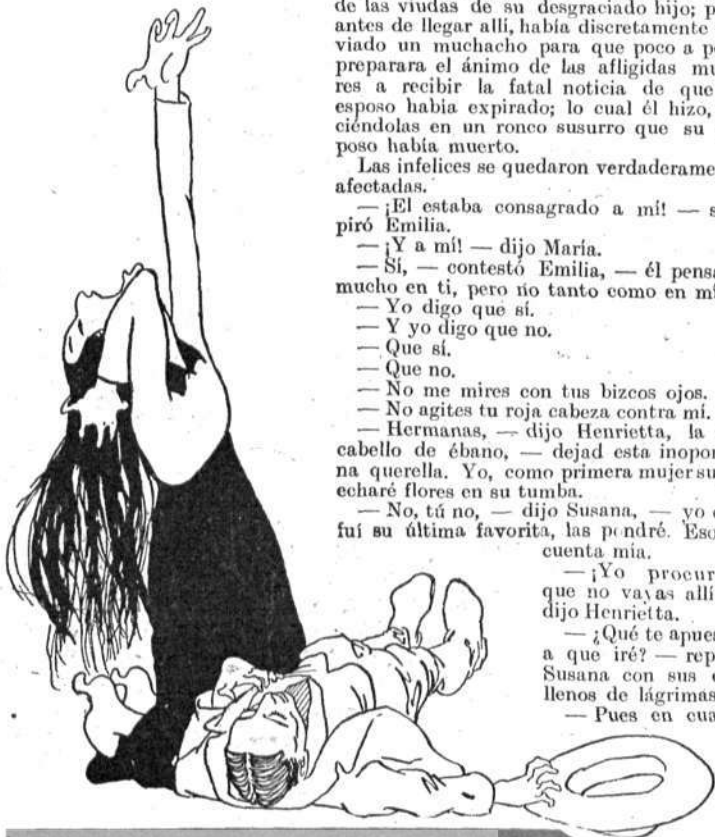 de las viudas de su desgraciado hijo; p
antes de llegar allí, había discretamente
viado un muchacho para que poco a p
preparara el ánimo de las afligidas mu
res a recibir la fatal noticia de que
esposo había expirado; lo cual él hizo,
ciéndolas en un ronco susurro que su
poso había muerto.
Las infelices se quedaron verdaderame
afectadas.
— ¡El estaba consagrado a mí! — s
piró Emilia.
— ¡Y a mí! — dijo María.
— Sí, — contestó Emilia, — él pensa
mucho en ti, pero no tanto como en m
— Yo digo que sí.
— Y yo digo que no.
— Que sí.
— Que no.
— No me mires con tus bizcos ojos.
— No agites tu roja cabeza contra mí.
— Hermanas, — dijo Henrietta, la
cabello de ébano, — dejad esta inopor
na querella. Yo, como primera mujer su
echaré flores en su tumba.
— No, tú no, — dijo Susana, — yo
fuí su última favorita, las pondré. Eso
cuenta mía.
— ¡Yo procur
que no vayas allí
dijo Henrietta.
— ¿Qué te apue
a que iré? — rep
Susana con sus
llenos de lágrimas
— Pues en cua